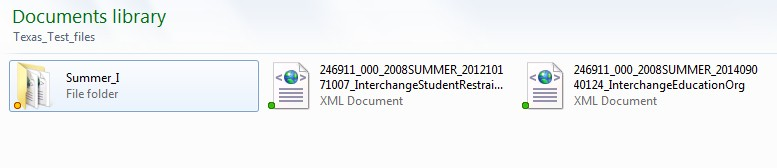 Documents library
Texas_Test_files
Summer_I
File folder
246911_000_2008SUMMER_2012101
71007_InterchangeStudentRestrai...
XML Document
246911_000_2008SUMMER_2014090
40124_InterchangeEducationOrg
XML Document